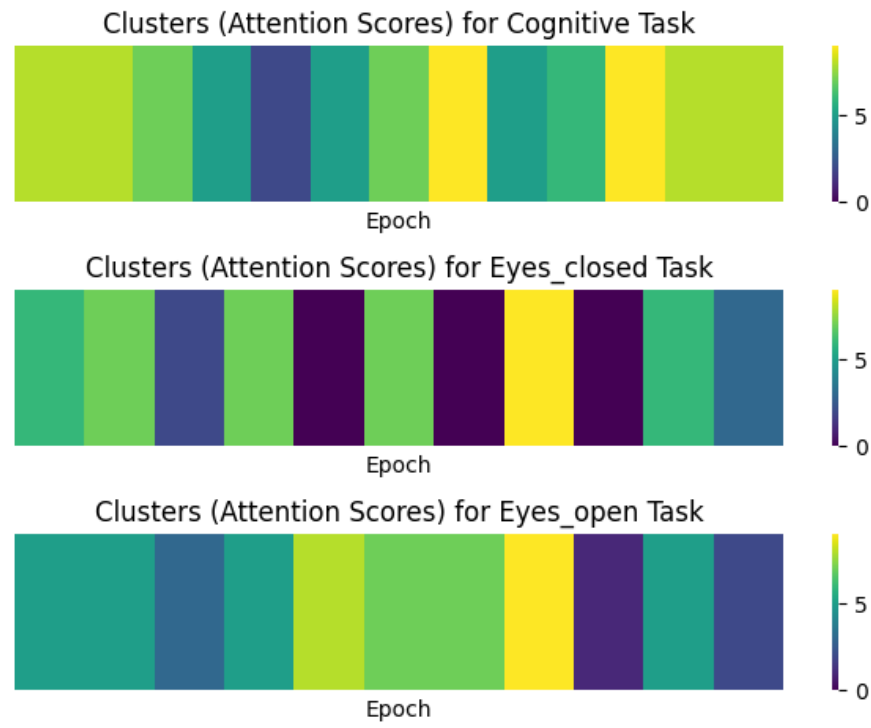 Clusters (Attention Scores) for Cognitive Task
5
0
Epoch
Clusters (Attention Scores) for Eyes_closed Task
5
0
Epoch
Clusters (Attention Scores) for Eyes_open Task
5
0
Epoch